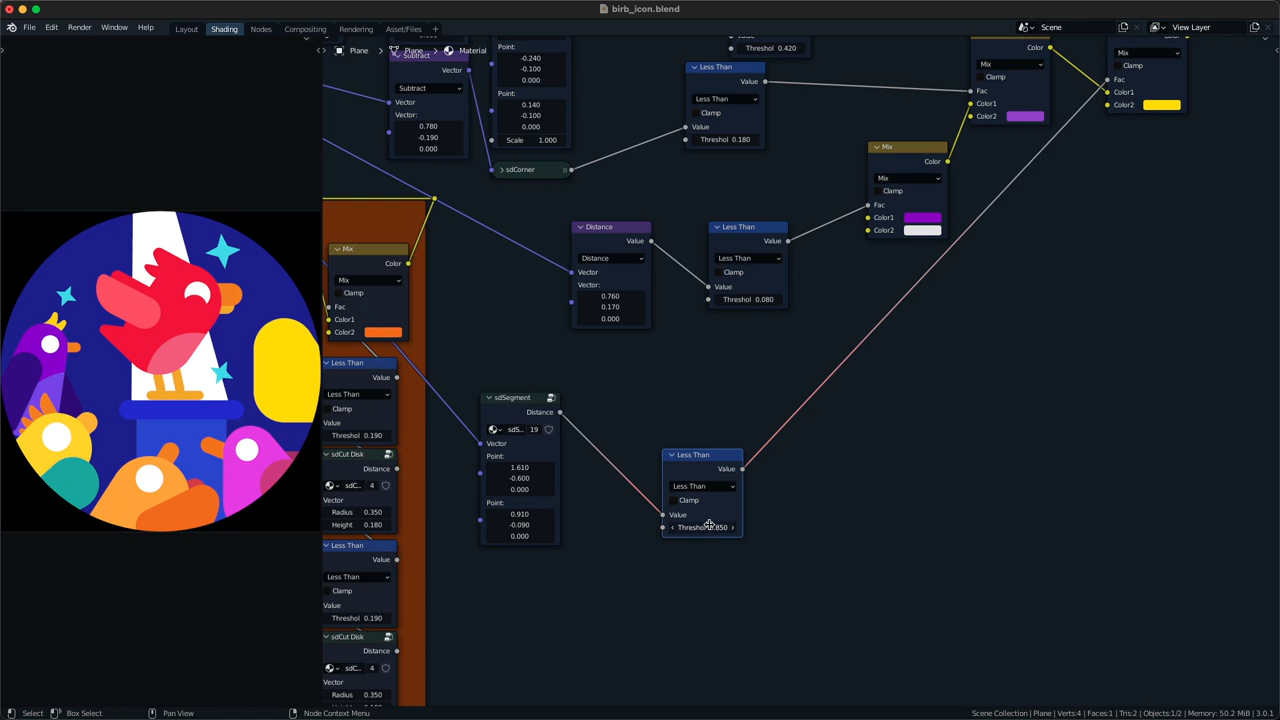 birb_icon.blend
File Edit Render Window Help Layout Shading Nodes Compositing Rendering Asset/Files Scene View Layer
Plane Plane Material
Subtract
Vector
Subtract
Vector
Vector:
0.780
-0.190
0.000
Point:
-0.240
-0.100
0.000
Point:
0.140
-0.100
0.000
Scale 1.000
sdCorner
Threshol 0.420
Less Than
Value
Less Than
Clamp
Value
Threshol 0.180
Color
Mix
Clamp
Fac
Color1
Color2
Mix
Clamp
Fac
Color1
Color2
Mix
Color
Mix
Clamp
Fac
Color1
Color2
Distance
Value
Distance
Vector
Vector:
0.760
0.170
0.000
Less Than
Value
Less Than
Clamp
Value
Threshol 0.080
Mix
Color
Mix
Clamp
Fac
Color1
Color2
Less Than
Value
Less Than
Clamp
Value
Threshol 0.190
sdCut Disk
Distance
sdC... 4
Vector
Radius 0.350
Height 0.180
Less Than
Value
Less Than
Clamp
Value
Threshol 0.190
sdCut Disk
Distance
sdC... 4
Vector
Radius 0.350
sdSegment
Distance
sdS... 19
Vector
Point:
1.610
-0.600
0.000
Point:
0.910
-0.090
0.000
Less Than
Value
Less Than
Clamp
Value
Select Box Select Pan View Node Context Menu Scene Collection | Plane | Verts:4 | Faces:1 | Tris:2 | Objects:1/2 | Memory: 50.2 MiB | 3.0.1